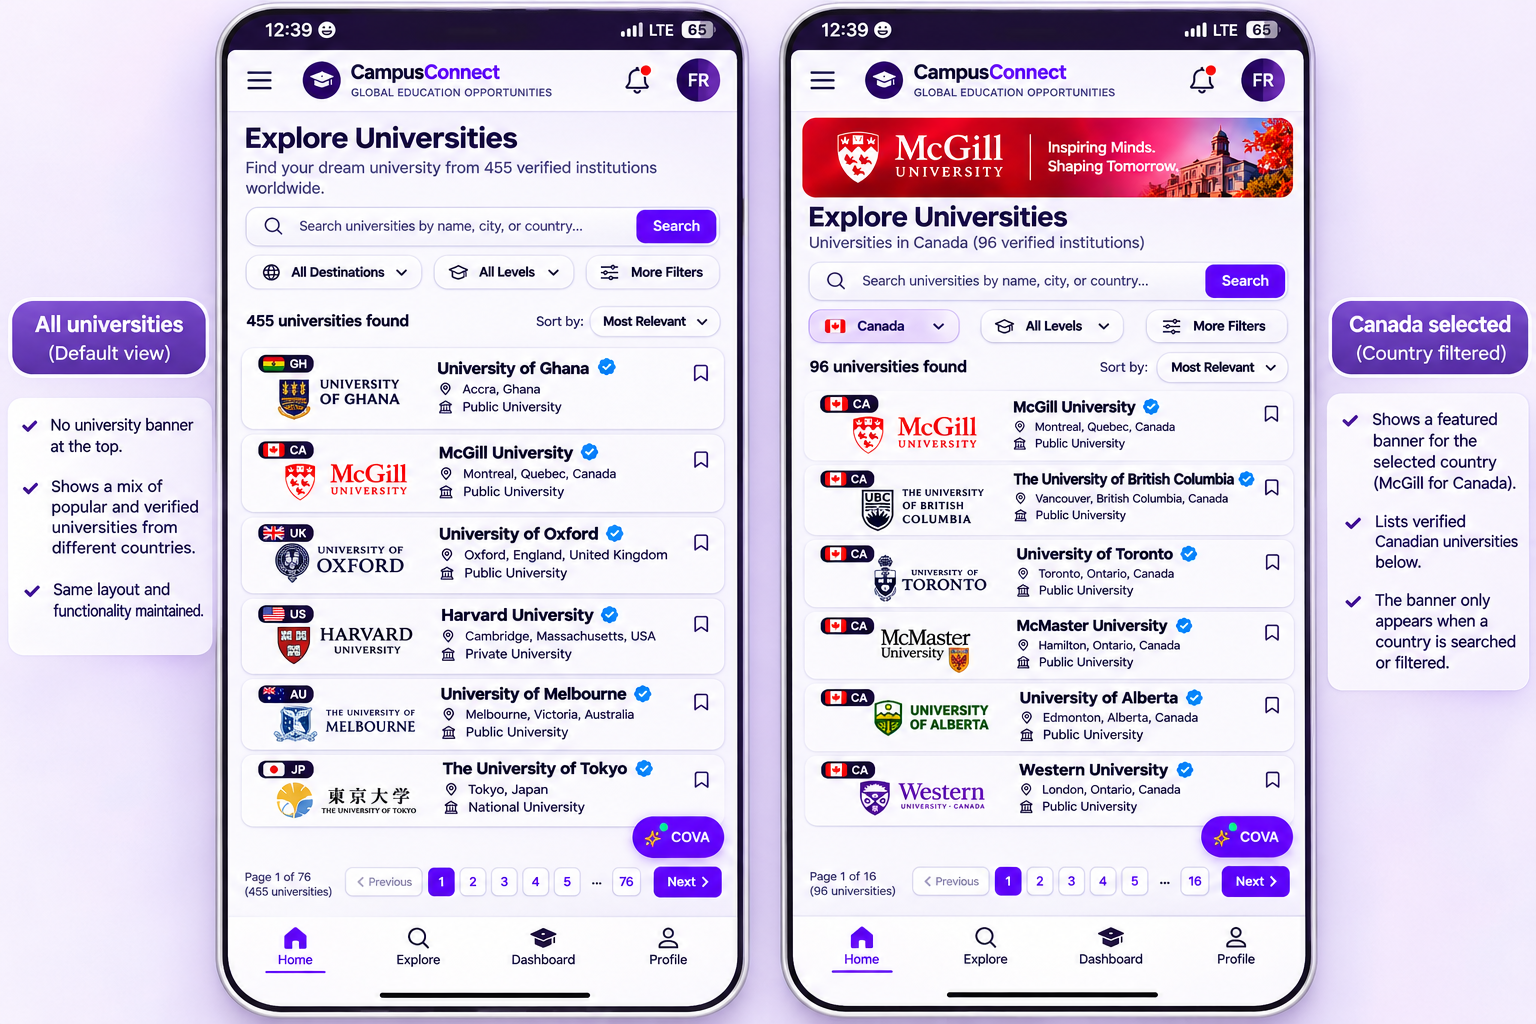 All universities
(Default view)
No university banner
at the top.
Shows a mix of
popular and verified
universities from
different countries.
Same layout and
functionality maintained.
12:39
LTE 65
CampusConnect
GLOBAL EDUCATION OPPORTUNITIES
FR
Explore Universities
Find your dream university from 455 verified institutions
worldwide.
Search universities by name, city, or country...
Search
All Destinations
All Levels
More Filters
455 universities found
Sort by:
Most Relevant
GH
UNIVERSITY
OF GHANA
University of Ghana
Accra, Ghana
Public University
CA
McGill
UNIVERSITY
McGill University
Montreal, Quebec, Canada
Public University
UK
UNIVERSITY OF
OXFORD
University of Oxford
Oxford, England, United Kingdom
Public University
US
HARVARD
UNIVERSITY
Harvard University
Cambridge, Massachusetts, USA
Private University
AU
THE UNIVERSITY OF
MELBOURNE
University of Melbourne
Melbourne, Victoria, Australia
Public University
JP
東京大学
THE UNIVERSITY OF TOKYO
The University of Tokyo
Tokyo, Japan
National University
COVA
Page 1 of 76
(455 universities)
Previous
1
2
3
4
5
...
76
Next
Home
Explore
Dashboard
Profile
12:39
LTE 65
CampusConnect
GLOBAL EDUCATION OPPORTUNITIES
FR
McGill
UNIVERSITY
Inspiring Minds.
Shaping Tomorrow.
Explore Universities
Universities in Canada (96 verified institutions)
Search universities by name, city, or country...
Search
Canada
All Levels
More Filters
96 universities found
Sort by:
Most Relevant
CA
McGill
UNIVERSITY
McGill University
Montreal, Quebec, Canada
Public University
CA
UBC
THE UNIVERSITY
OF BRITISH
COLUMBIA
The University of British Columbia
Vancouver, British Columbia, Canada
Public University
CA
UNIVERSITY OF
TORONTO
University of Toronto
Toronto, Ontario, Canada
Public University
CA
McMaster
University
McMaster University
Hamilton, Ontario, Canada
Public University
CA
UNIVERSITY
OF ALBERTA
University of Alberta
Edmonton, Alberta, Canada
Public University
CA
Western
UNIVERSITY · CANADA
Western University
London, Ontario, Canada
Public University
COVA
Page 1 of 16
(96 universities)
Previous
1
2
3
4
5
...
16
Next
Home
Explore
Dashboard
Profile
Canada selected
(Country filtered)
Shows a featured
banner for the
selected country
(McGill for Canada).
Lists verified
Canadian universities
below.
The banner only
appears when a
country is searched
or filtered.